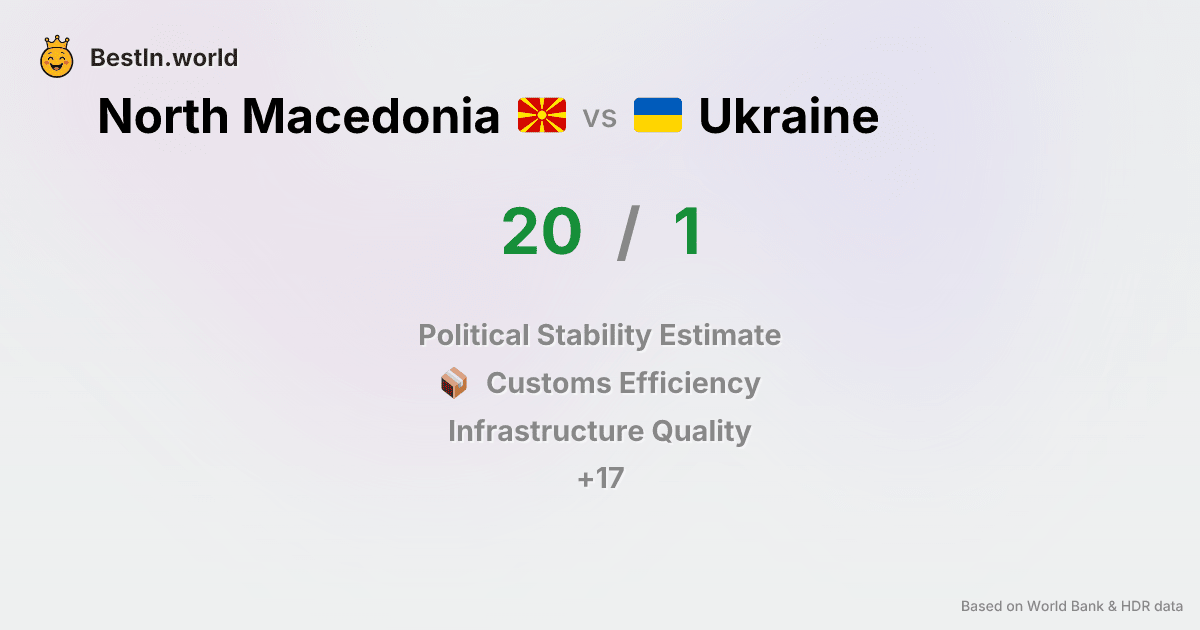 BestIn.world
North Macedonia vs Ukraine
20 / 1
Political Stability Estimate
Customs Efficiency
Infrastructure Quality
+17
Based on World Bank & HDR data